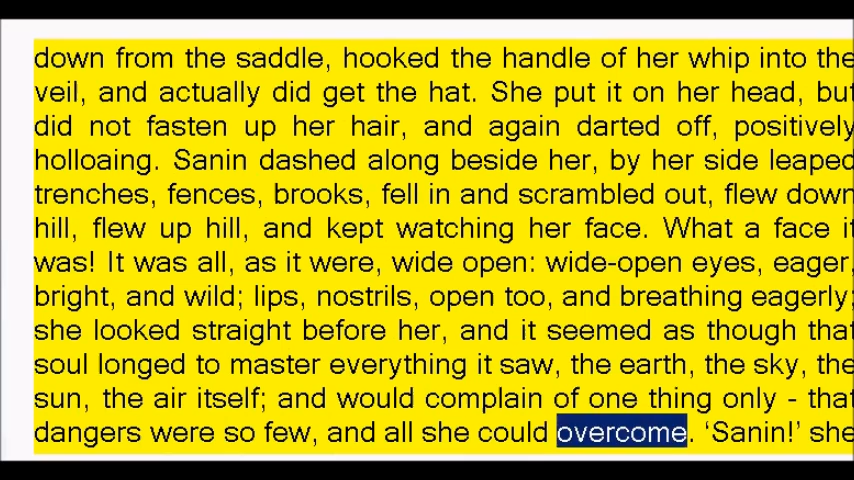 down from the saddle, hooked the handle of her whip into the
veil, and actually did get the hat. She put it on her head, but
did not fasten up her hair, and again darted off, positively
holloaing. Sanin dashed along beside her, by her side leaped
trenches, fences, brooks, fell in and scrambled out, flew down
hill, flew up hill, and kept watching her face. What a face it
was! It was all, as it were, wide open: wide-open eyes, eager,
bright, and wild; lips, nostrils, open too, and breathing eagerly;
she looked straight before her, and it seemed as though that
soul longed to master everything it saw, the earth, the sky, the
sun, the air itself; and would complain of one thing only - that
dangers were so few, and all she could overcome. ‘Sanin!’ she